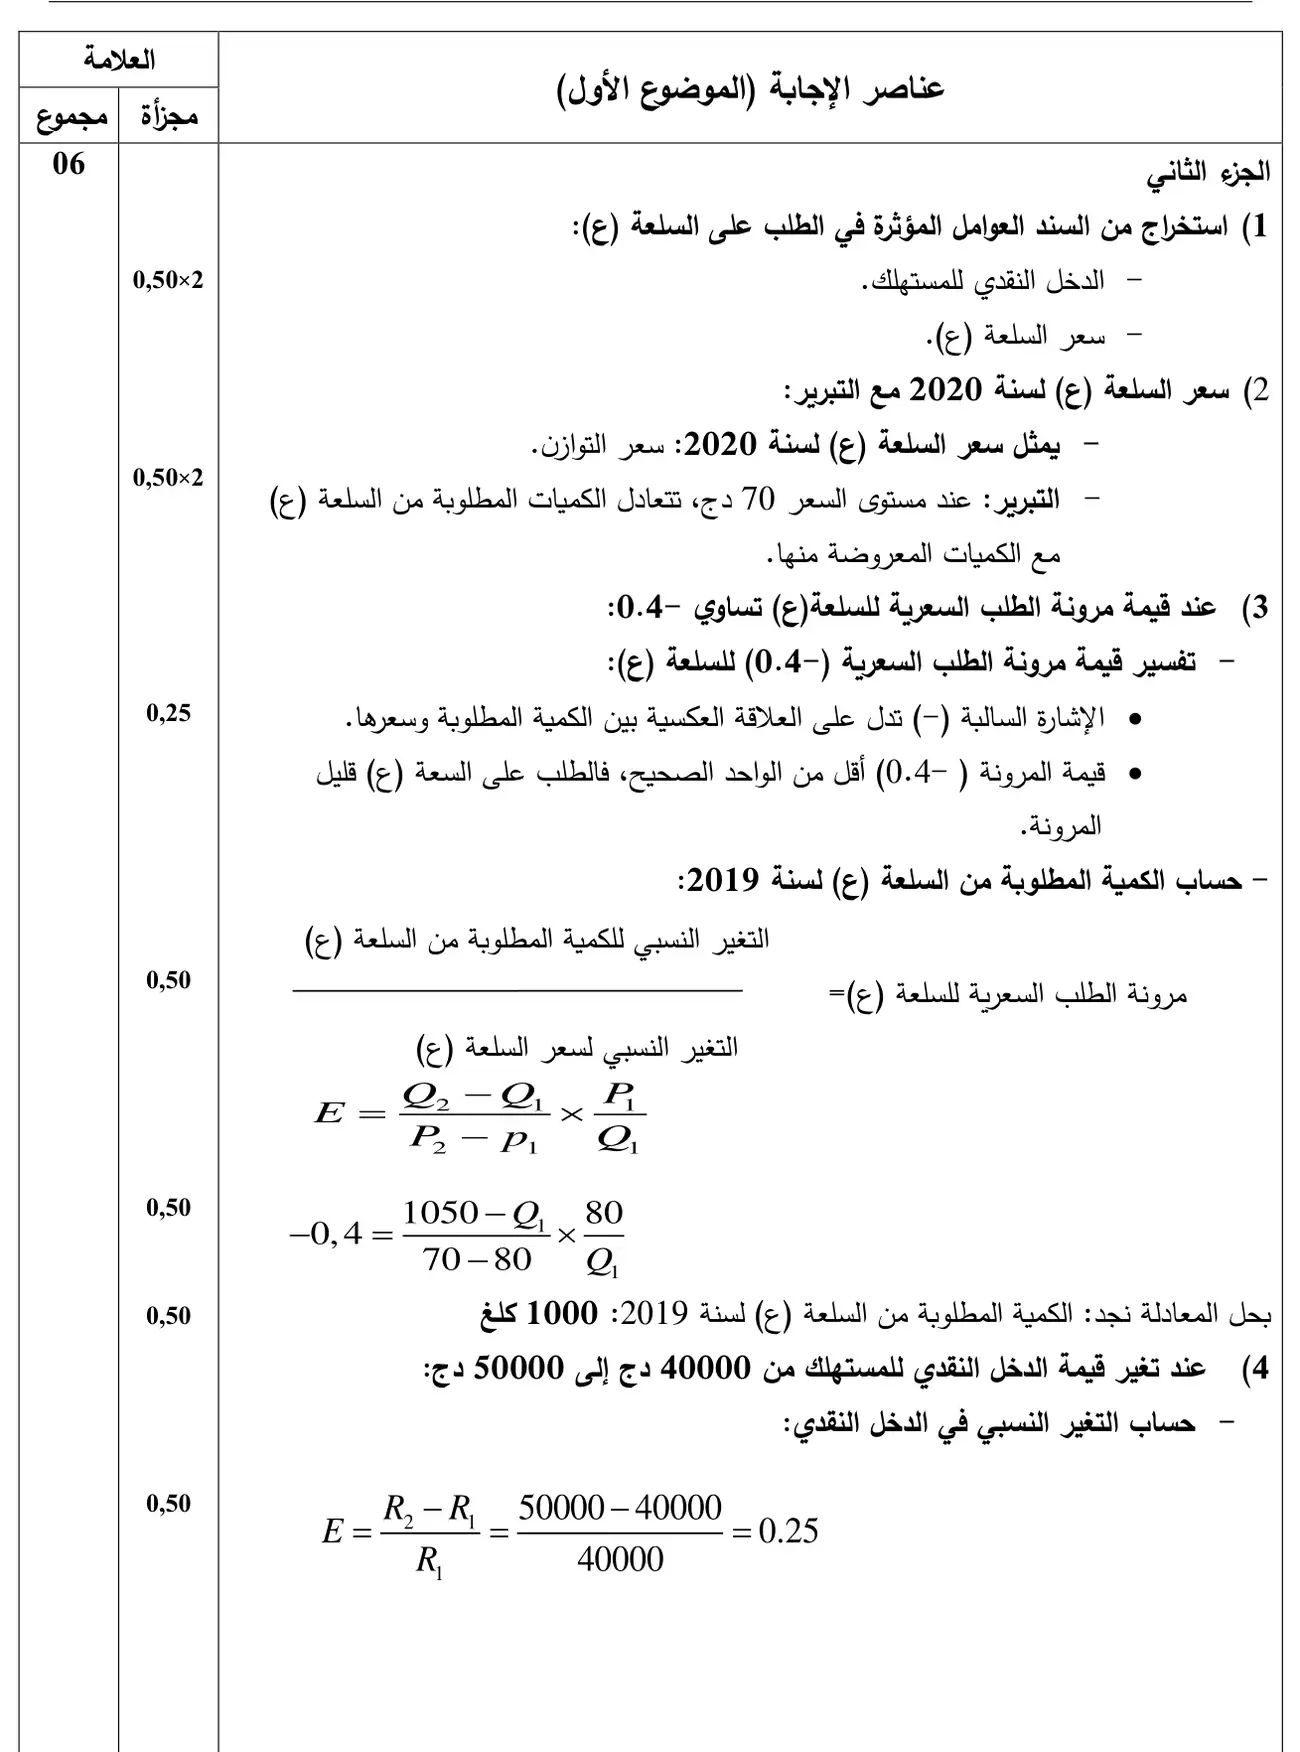 العلامة
عناصر الإجابة (الموضوع الأول)
مجموع
مجزأة
06
الجزء الثاني
1) استخراج من السند العوامل المؤثرة في الطلب على السلعة (ع):
0,50×2
- الدخل النقدي للمستهلك.
- سعر السلعة (ع).
2) سعر السلعة (ع) لسنة 2020 مع التبرير:
- يمثل سعر السلعة (ع) لسنة 2020: سعر التوازن.
0,50×2
- التبرير: عند مستوى السعر 70 دج، تتعادل الكميات المطلوبة من السلعة (ع)
مع الكميات المعروضة منها.
3) عند قيمة مرونة الطلب السعرية للسلعة(ع) تساوي -0.4:
- تفسير قيمة مرونة الطلب السعرية (-0.4) للسلعة (ع):
0,25
• الإشارة السالبة (-) تدل على العلاقة العكسية بين الكمية المطلوبة وسعرها.
• قيمة المرونة ( -0.4) أقل من الواحد الصحيح، فالطلب على السعة (ع) قليل
المرونة.
- حساب الكمية المطلوبة من السلعة (ع) لسنة 2019:
التغير النسبي للكمية المطلوبة من السلعة (ع)
0,50
مرونة الطلب السعرية للسلعة (ع)=
التغير النسبي لسعر السلعة (ع)
E = (Q₂ − Q₁)/(P₂ − p₁) × P₁/Q₁
0,50
−0,4 = (1050 − Q₁)/(70 − 80) × 80/Q₁
0,50
بحل المعادلة نجد: الكمية المطلوبة من السلعة (ع) لسنة 2019: 1000 كلغ
4) عند تغير قيمة الدخل النقدي للمستهلك من 40000 دج إلى 50000 دج:
- حساب التغير النسبي في الدخل النقدي:
0,50
E = (R₂ − R₁)/R₁ = (50000 − 40000)/40000 = 0.25